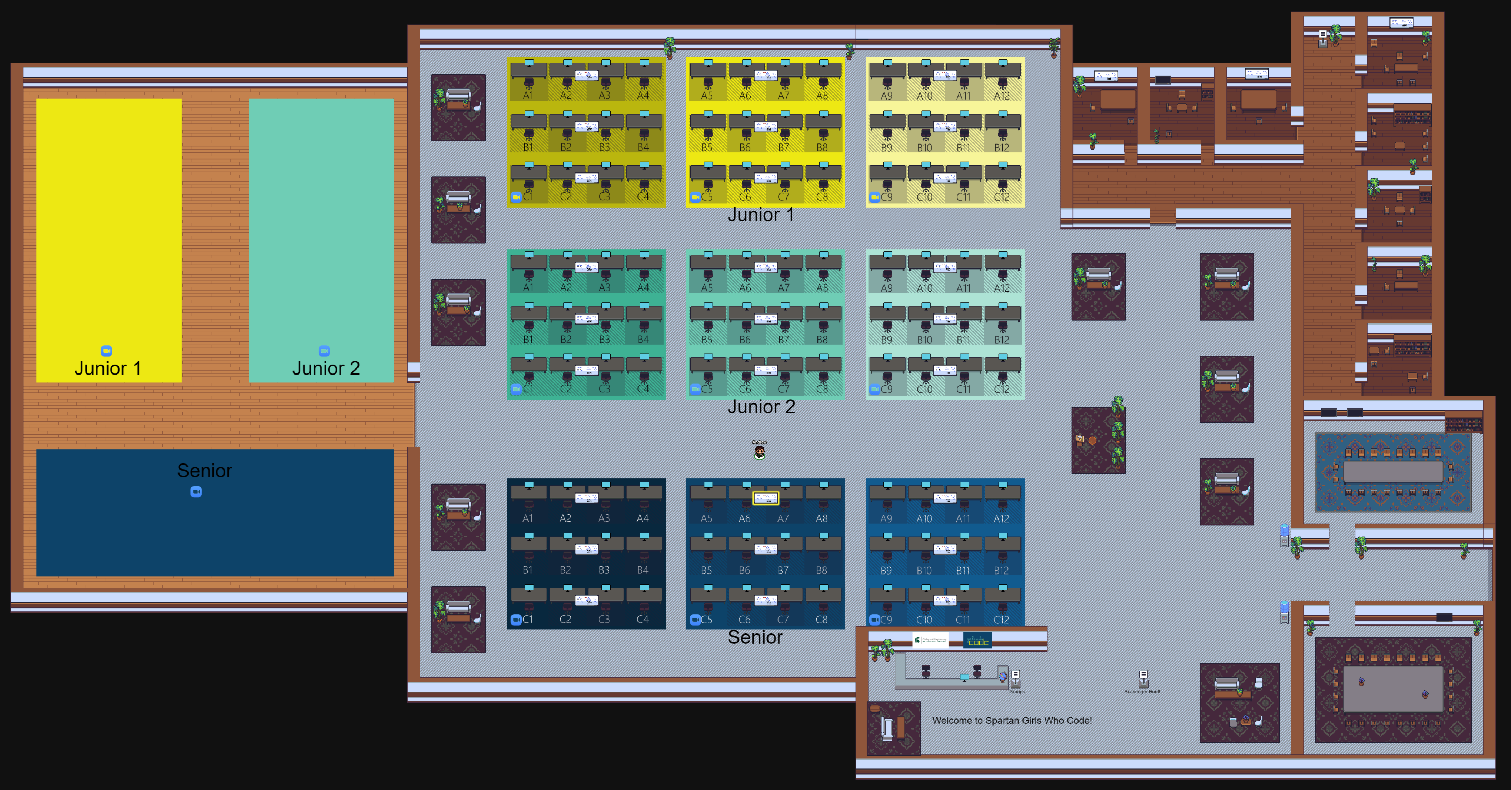 A1 A2 A3 A4 A5 A6 A7 A8 A9 A10 A11 A12
B1 B2 B3 B4 B5 B6 B7 B8 B9 B10 B11 B12
C1 C2 C3 C4 C5 C6 C7 C8 C9 C10 C11 C12
Junior 1
A1 A2 A3 A4 A5 A6 A7 A8 A9 A10 A11 A12
B1 B2 B3 B4 B5 B6 B7 B8 B9 B10 B11 B12
Junior 1
Junior 2
C1 C2 C3 C4 C5 C6 C7 C8 C9 C10 C11 C12
Junior 2
Senior
A1 A2 A3 A4 A5 A6 A7 A8 A9 A10 A11 A12
B1 B2 B3 B4 B5 B6 B7 B8 B9 B10 B11 B12
C1 C2 C3 C4 C5 C6 C7 C8 C9 C10 C11 C12
Senior
Welcome to Spartan Girls Who Code!